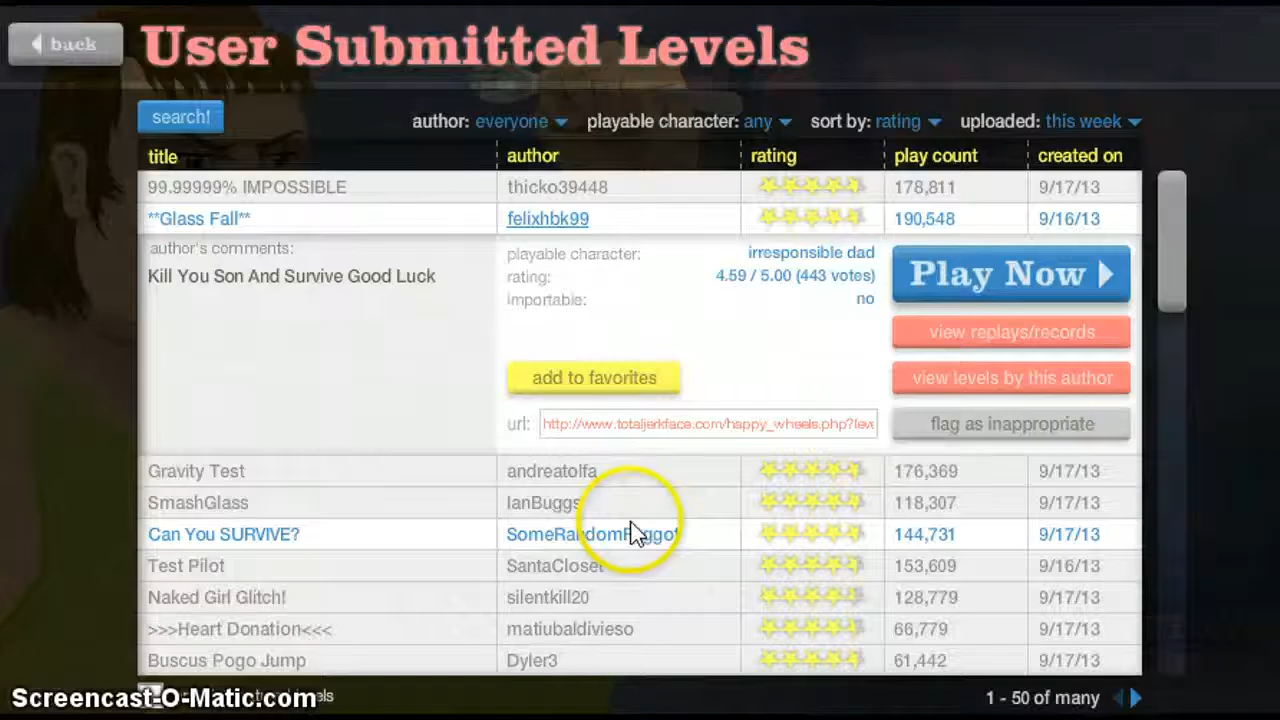 back
User Submitted Levels
search!
author: everyone playable character: any sort by: rating uploaded: this week
title author rating play count created on
99.99999% IMPOSSIBLE thicko39448 178,811 9/17/13
**Glass Fall** felixhbk99 190,548 9/16/13
author's comments:
Kill You Son And Survive Good Luck
playable character: irresponsible dad
rating: 4.59 / 5.00 (443 votes)
importable: no
Play Now
view replays/records
add to favorites
view levels by this author
url: http://www.totaljerkface.com/happy_wheels.php?leve
flag as inappropriate
Gravity Test andreatolfa 176,369 9/17/13
SmashGlass IanBuggs 118,307 9/17/13
Can You SURVIVE? 144,731 9/17/13
Test Pilot SantaCloset 153,609 9/16/13
Naked Girl Glitch! silentkill20 128,779 9/17/13
>>>Heart Donation<<< matiubaldivieso 66,779 9/17/13
Buscus Pogo Jump Dyler3 61,442 9/17/13
Screencast-O-Matic.com
1 - 50 of many